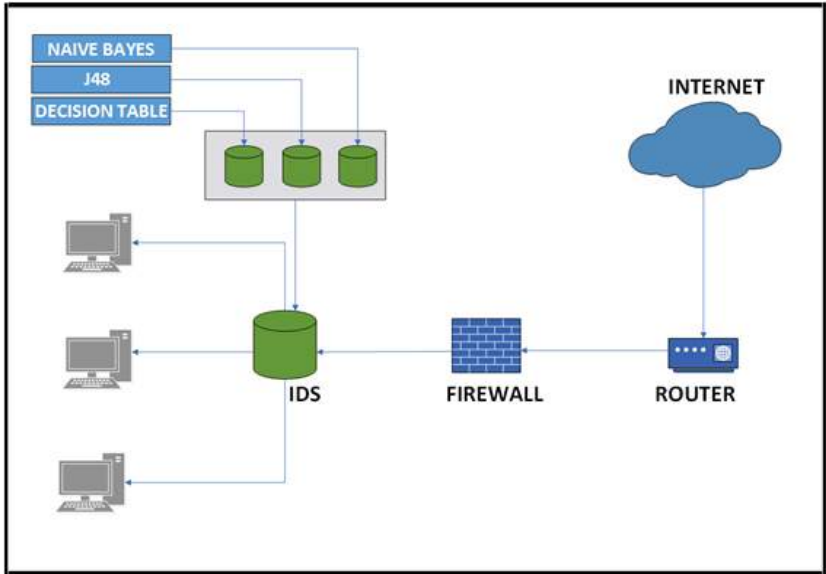 NAIVE BAYES
J48
DECISION TABLE
INTERNET
IDS
FIREWALL
ROUTER